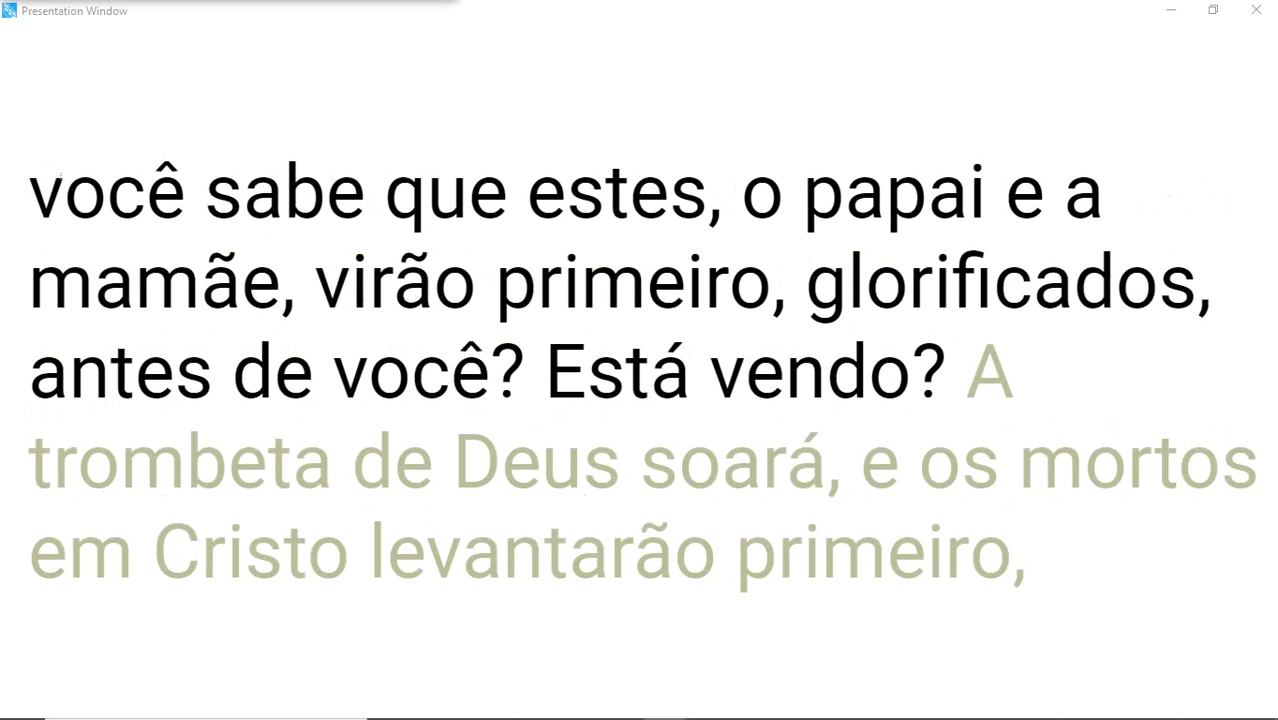 Presentation Window
você sabe que estes, o papai e a
mamãe, virão primeiro, glorificados,
antes de você? Está vendo? A
trombeta de Deus soará, e os mortos
em Cristo levantarão primeiro,